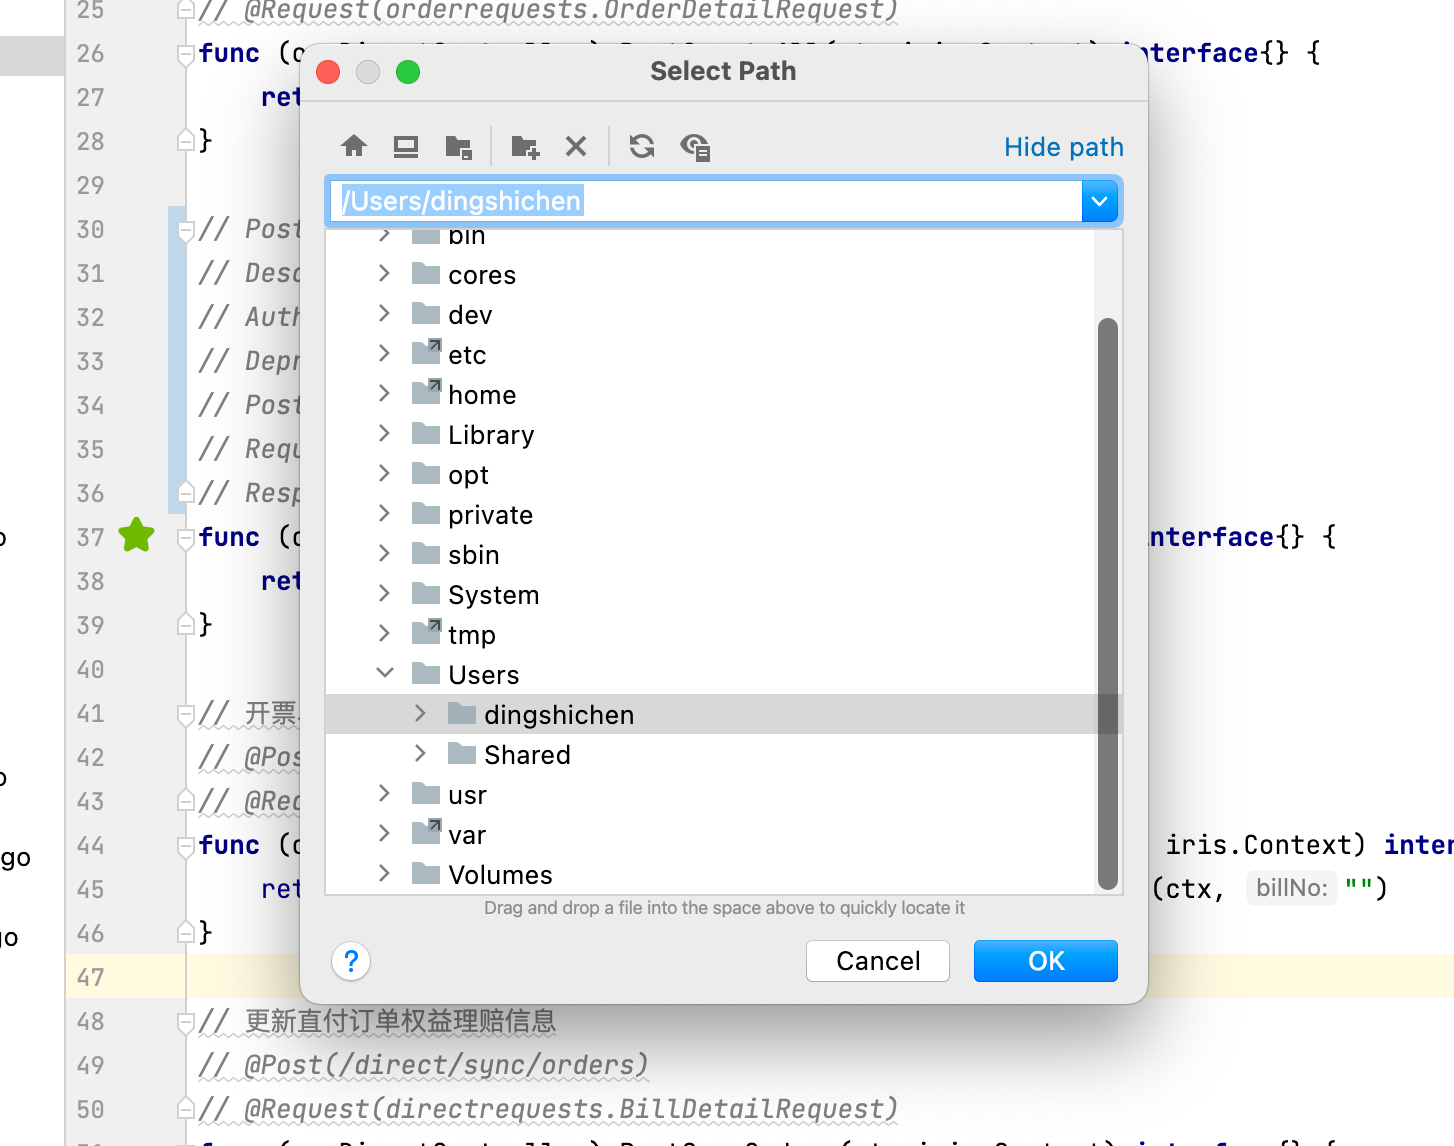 25 // @Request(orderrequests.OrderDetailRequest)
26 func ( interface{} {
27 ret
28 }
29
30 // Post
31 // Desc
32 // Auth
33 // Depr
34 // Post
35 // Requ
36 // Resp
37 func ( interface{} {
38 ret
39 }
40
41 // 开票
42 // @Pos
43 // @Req
44 func ( iris.Context) inter
45 ret (ctx, billNo: "")
46 }
47
48 // 更新直付订单权益理赔信息
49 // @Post(/direct/sync/orders)
50 // @Request(directrequests.BillDetailRequest)
go
Select Path
Hide path
/Users/dingshichen
bin
cores
dev
etc
home
Library
opt
private
sbin
System
tmp
Users
dingshichen
Shared
usr
var
Volumes
Drag and drop a file into the space above to quickly locate it
?
Cancel
OK